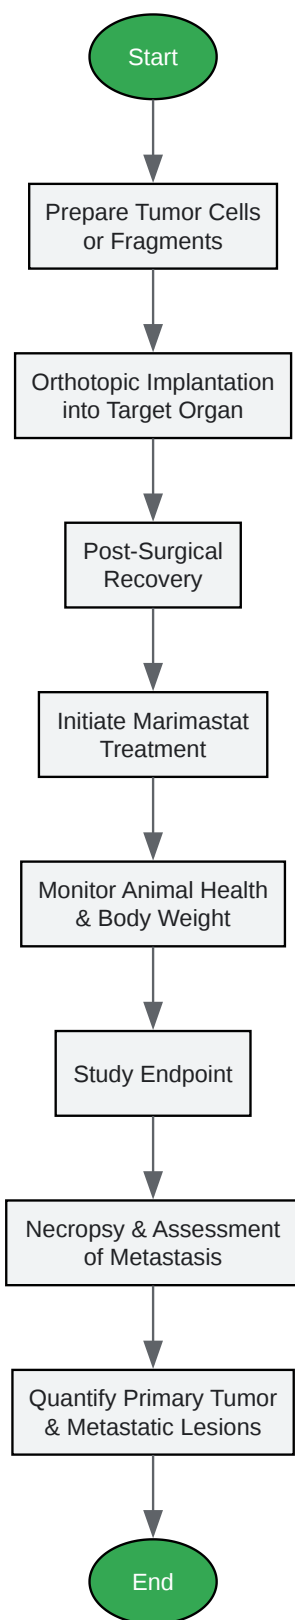 Start
Prepare Tumor Cells
or Fragments
Orthotopic Implantation
into Target Organ
Post-Surgical
Recovery
Initiate Marimastat
Treatment
Monitor Animal Health
& Body Weight
Study Endpoint
Necropsy & Assessment
of Metastasis
Quantify Primary Tumor
& Metastatic Lesions
End